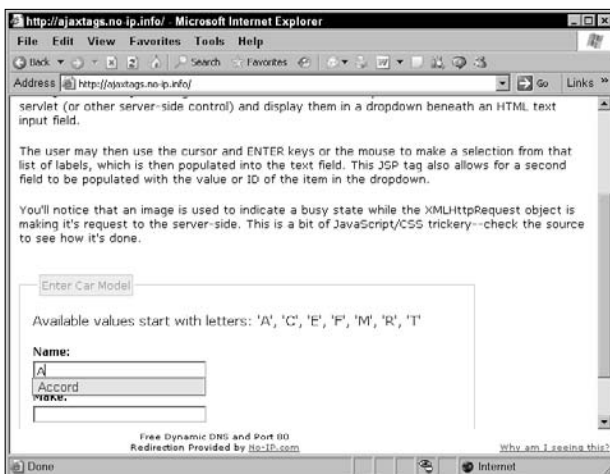 http://ajaxtags.no-ip.info/ - Microsoft Internet Explorer
File Edit View Favorites Tools Help
Back Search Favorites
Address http://ajaxtags.no-ip.info/ Go Links »
servlet (or other server-side control) and display them in a dropdown beneath an HTML text
input field.
The user may then use the cursor and ENTER keys or the mouse to make a selection from that
list of labels, which is then populated into the text field. This JSP tag also allows for a second
field to be populated with the value or ID of the item in the dropdown.
You'll notice that an image is used to indicate a busy state while the XMLHttpRequest object is
making it's request to the server-side. This is a bit of JavaScript/CSS trickery--check the source
to see how it's done.
Enter Car Model
Available values start with letters: 'A', 'C', 'E', 'F', 'M', 'R', 'T'
Name:
A
Accord
Make:
Free Dynamic DNS and Port 80
Redirection Provided by No-IP.com
Why am I seeing this?
Done Internet